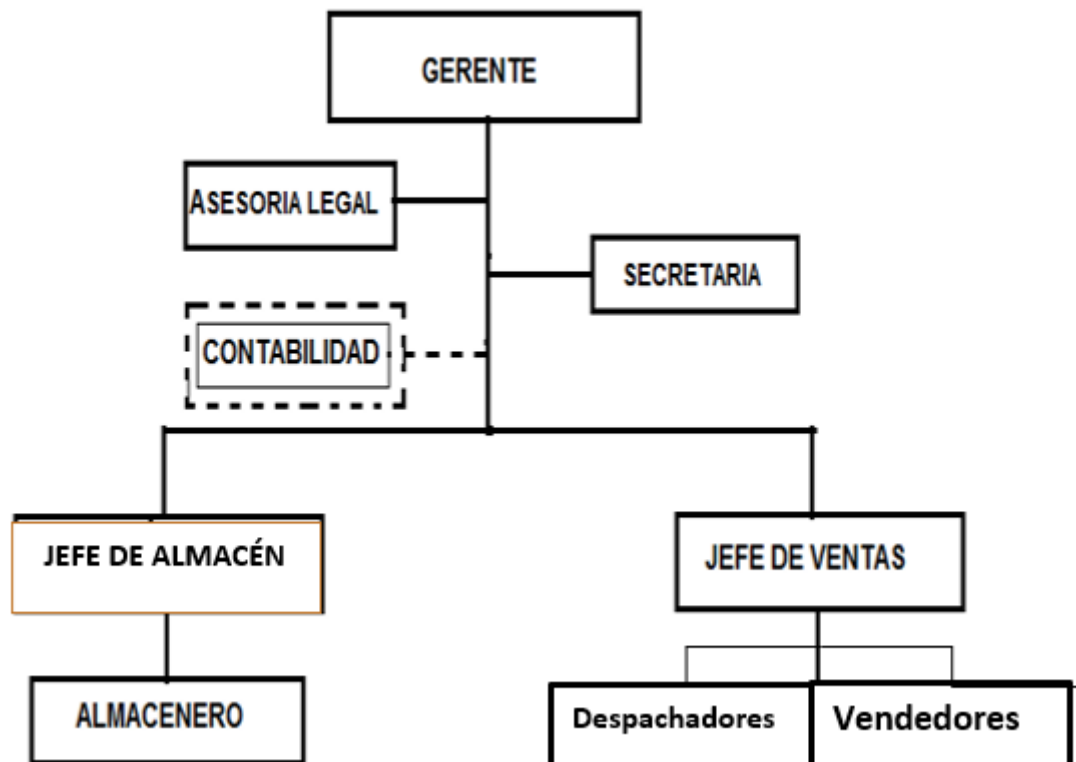 GERENTE
ASESORIA LEGAL
SECRETARIA
CONTABILIDAD
JEFE DE ALMACÉN
JEFE DE VENTAS
ALMACENERO
Despachadores
Vendedores